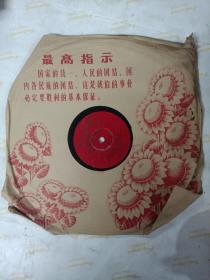 最高指示
国家的统一，人民的团结，国
内各民族的团结，这是我们的事业
必定要胜利的基本保证。